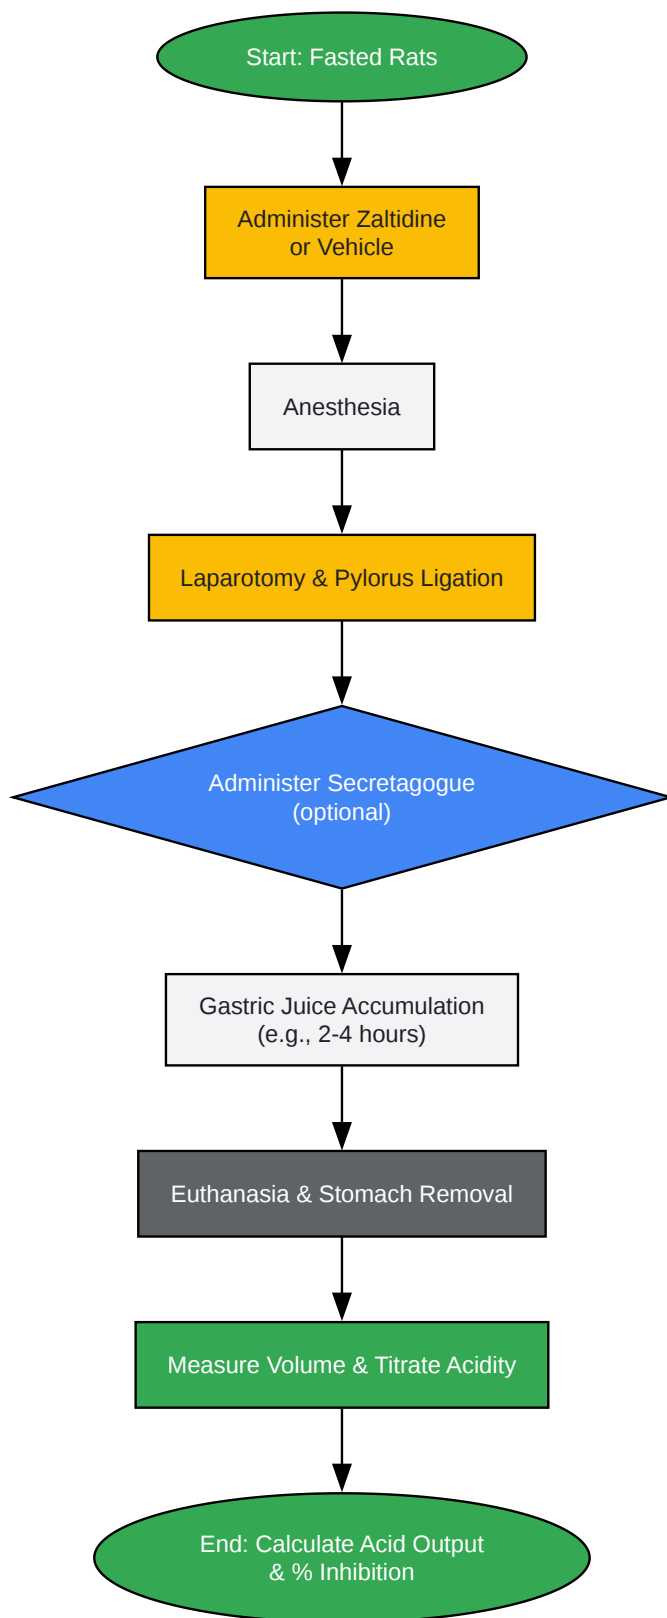 Start: Fasted Rats
Administer Zaltidine
or Vehicle
Anesthesia
Laparotomy & Pylorus Ligation
Administer Secretagogue
(optional)
Gastric Juice Accumulation
(e.g., 2-4 hours)
Euthanasia & Stomach Removal
Measure Volume & Titrate Acidity
End: Calculate Acid Output
& % Inhibition